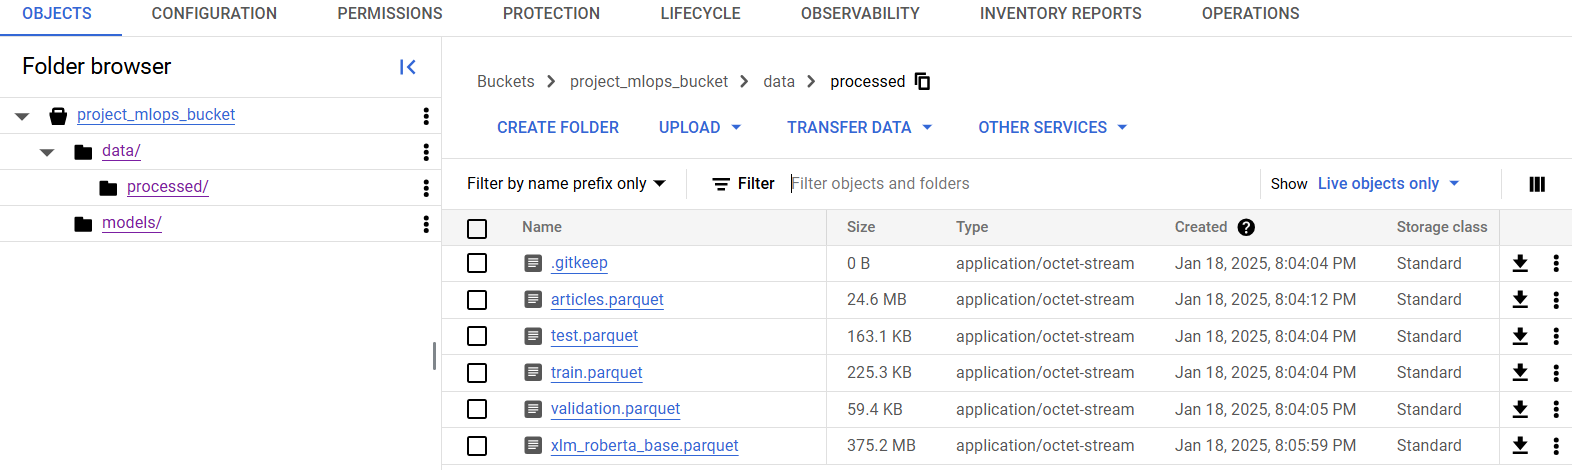 OBJECTS CONFIGURATION PERMISSIONS PROTECTION LIFECYCLE OBSERVABILITY INVENTORY REPORTS OPERATIONS
Folder browser
project_mlops_bucket
data/
processed/
models/
Buckets > project_mlops_bucket > data > processed
CREATE FOLDER UPLOAD TRANSFER DATA OTHER SERVICES
Filter by name prefix only Filter Filter objects and folders Show Live objects only
Name Size Type Created ? Storage class
.gitkeep 0 B application/octet-stream Jan 18, 2025, 8:04:04 PM Standard
articles.parquet 24.6 MB application/octet-stream Jan 18, 2025, 8:04:12 PM Standard
test.parquet 163.1 KB application/octet-stream Jan 18, 2025, 8:04:04 PM Standard
train.parquet 225.3 KB application/octet-stream Jan 18, 2025, 8:04:04 PM Standard
validation.parquet 59.4 KB application/octet-stream Jan 18, 2025, 8:04:05 PM Standard
xlm_roberta_base.parquet 375.2 MB application/octet-stream Jan 18, 2025, 8:05:59 PM Standard